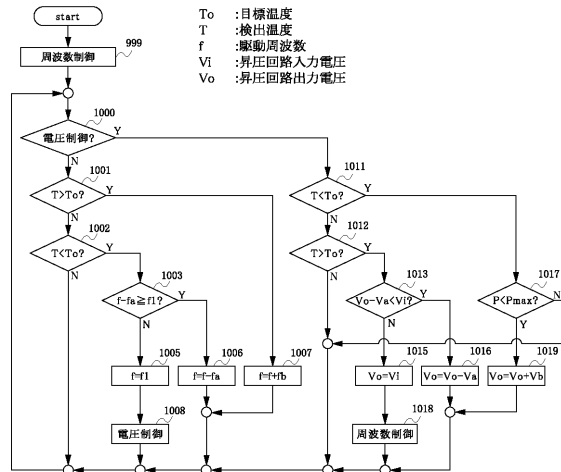 start
To :目標温度
T :検出温度
f :駆動周波数
Vi :昇圧回路入力電圧
Vo :昇圧回路出力電圧
999
周波数制御
1000
電圧制御?
Y
N
1001
T>To?
Y
N
1002
T<To?
Y
N
1003
f-fa≧f1?
Y
N
1005
f=f1
1006
f=f-fa
1007
f=f+fb
1008
電圧制御
1011
T<To?
Y
N
1012
T>To?
Y
N
1013
Vo-Va<Vi?
Y
N
1017
P<Pmax?
N
Y
1015
Vo=Vi
1016
Vo=Vo-Va
1019
Vo=Vo+Vb
1018
周波数制御